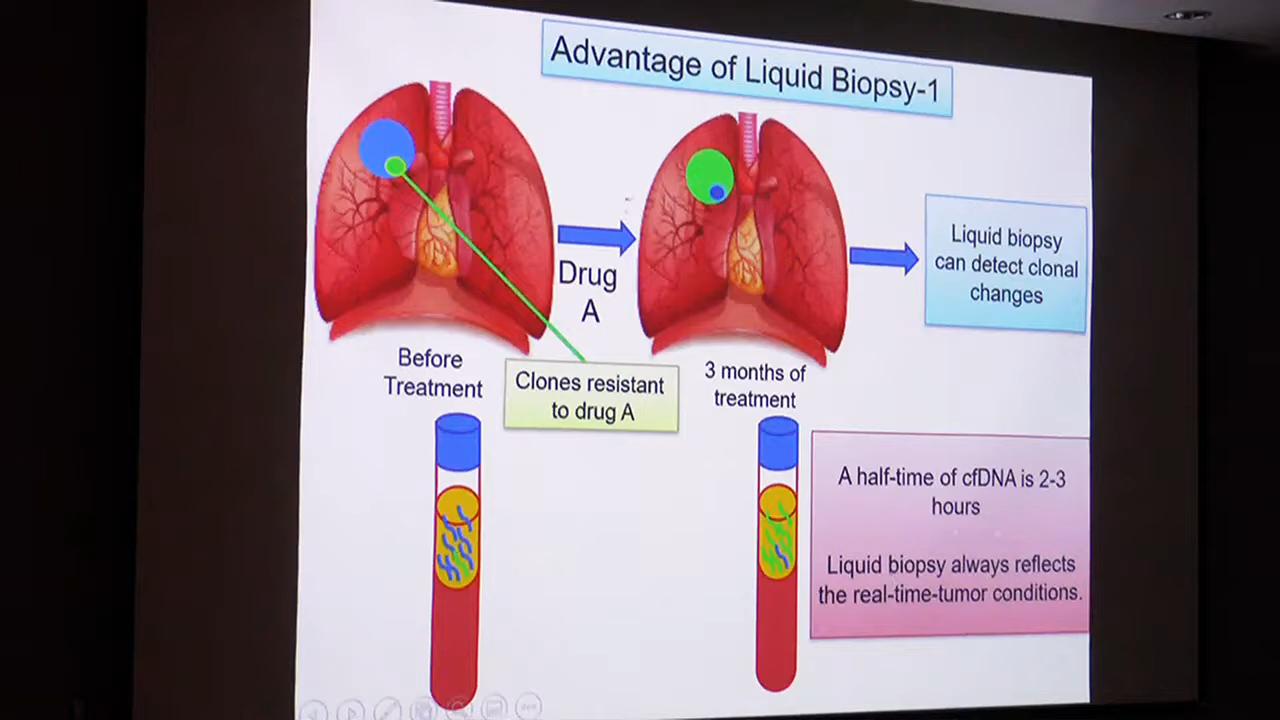 Advantage of Liquid Biopsy-1
Drug
A
Liquid biopsy
can detect clonal
changes
Before
Treatment
Clones resistant
to drug A
3 months of
treatment
A half-time of cfDNA is 2-3
hours
Liquid biopsy always reflects
the real-time-tumor conditions.